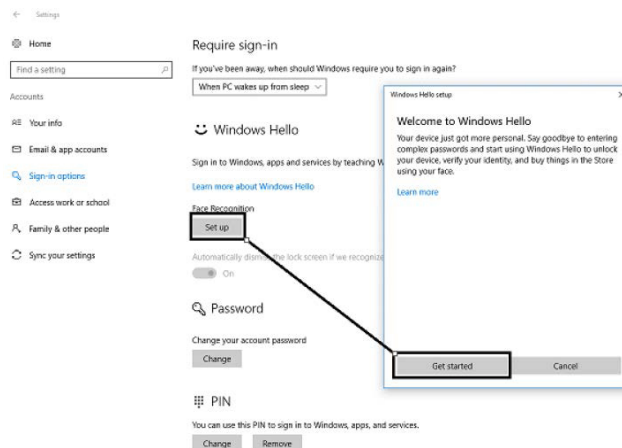 Settings
Home
Find a setting
Accounts
Your info
Email & app accounts
Sign-in options
Access work or school
Family & other people
Sync your settings
Require sign-in
If you've been away, when should Windows require you to sign in again?
When PC wakes up from sleep
Windows Hello
Sign in to Windows, apps and services by teaching
Learn more about Windows Hello
Face Recognition
Set up
Automatically dismiss the lock screen if we recognize
On
Password
Change your account password
Change
PIN
You can use this PIN to sign in to Windows, apps, and services.
Change Remove
Windows Hello setup
Welcome to Windows Hello
Your device just got more personal. Say goodbye to entering
complex passwords and start using Windows Hello to unlock
your device, verify your identity, and buy things in the Store
using your face.
Learn more
Get started Cancel